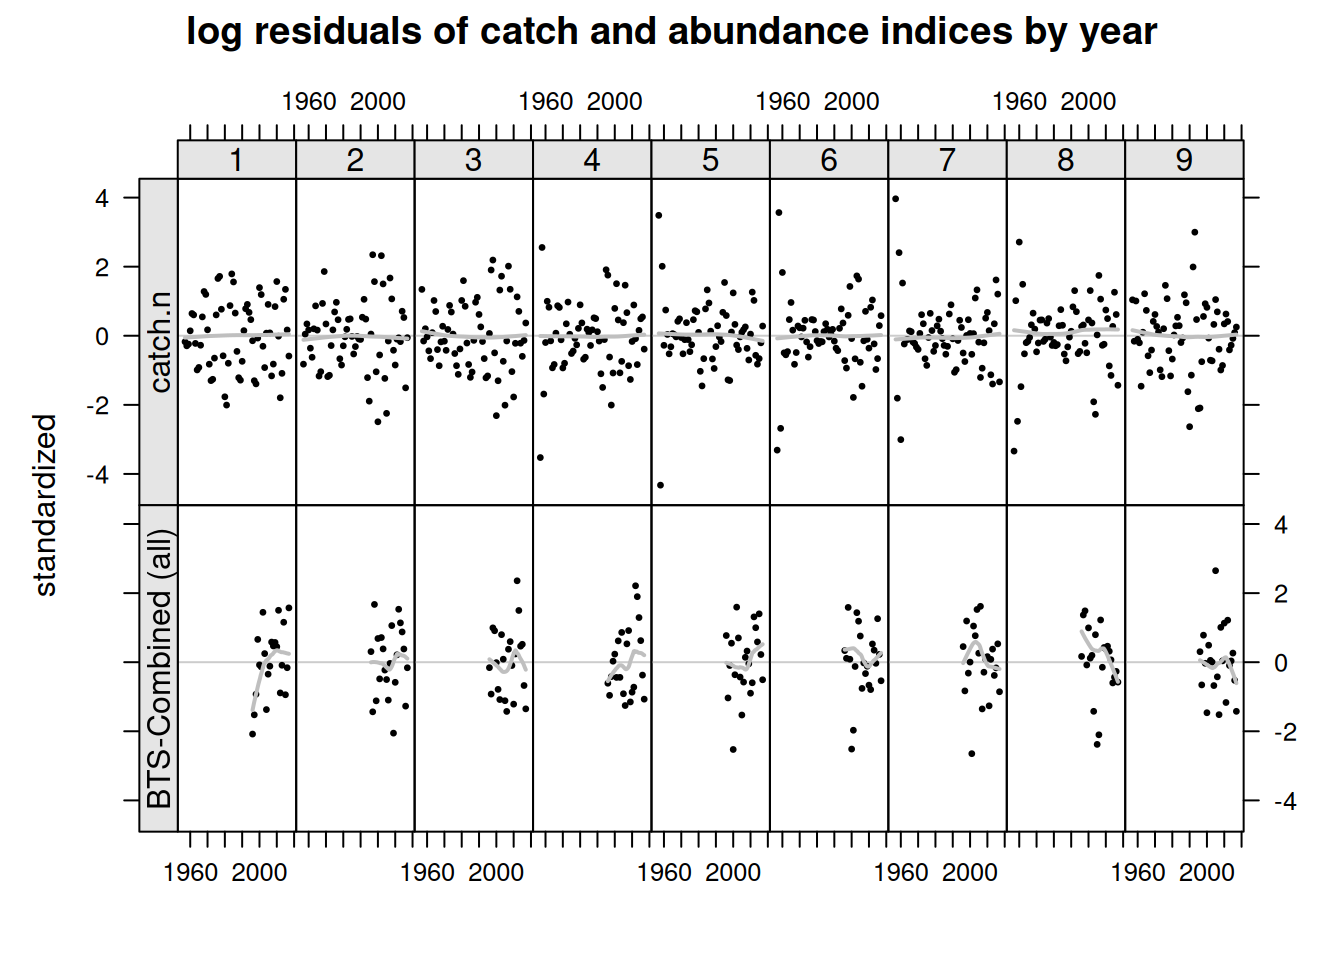 log residuals of catch and abundance indices by year
1960 2000 1960 2000 1960 2000 1960 2000
1 2 3 4 5 6 7 8 9
4
2
0
-2
-4
catch.n
standardized
BTS-Combined (all)
4
2
0
-2
-4
1960 2000 1960 2000 1960 2000 1960 2000 1960 2000